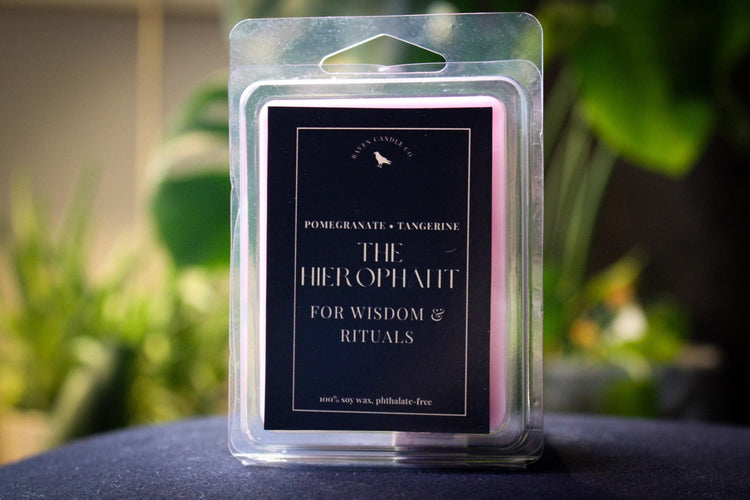 RAVEN CANDLE CO.
POMEGRANATE • TANGERINE
THE
HIEROPHANT
FOR WISDOM &
RITUALS
100% soy wax, phthalate-free